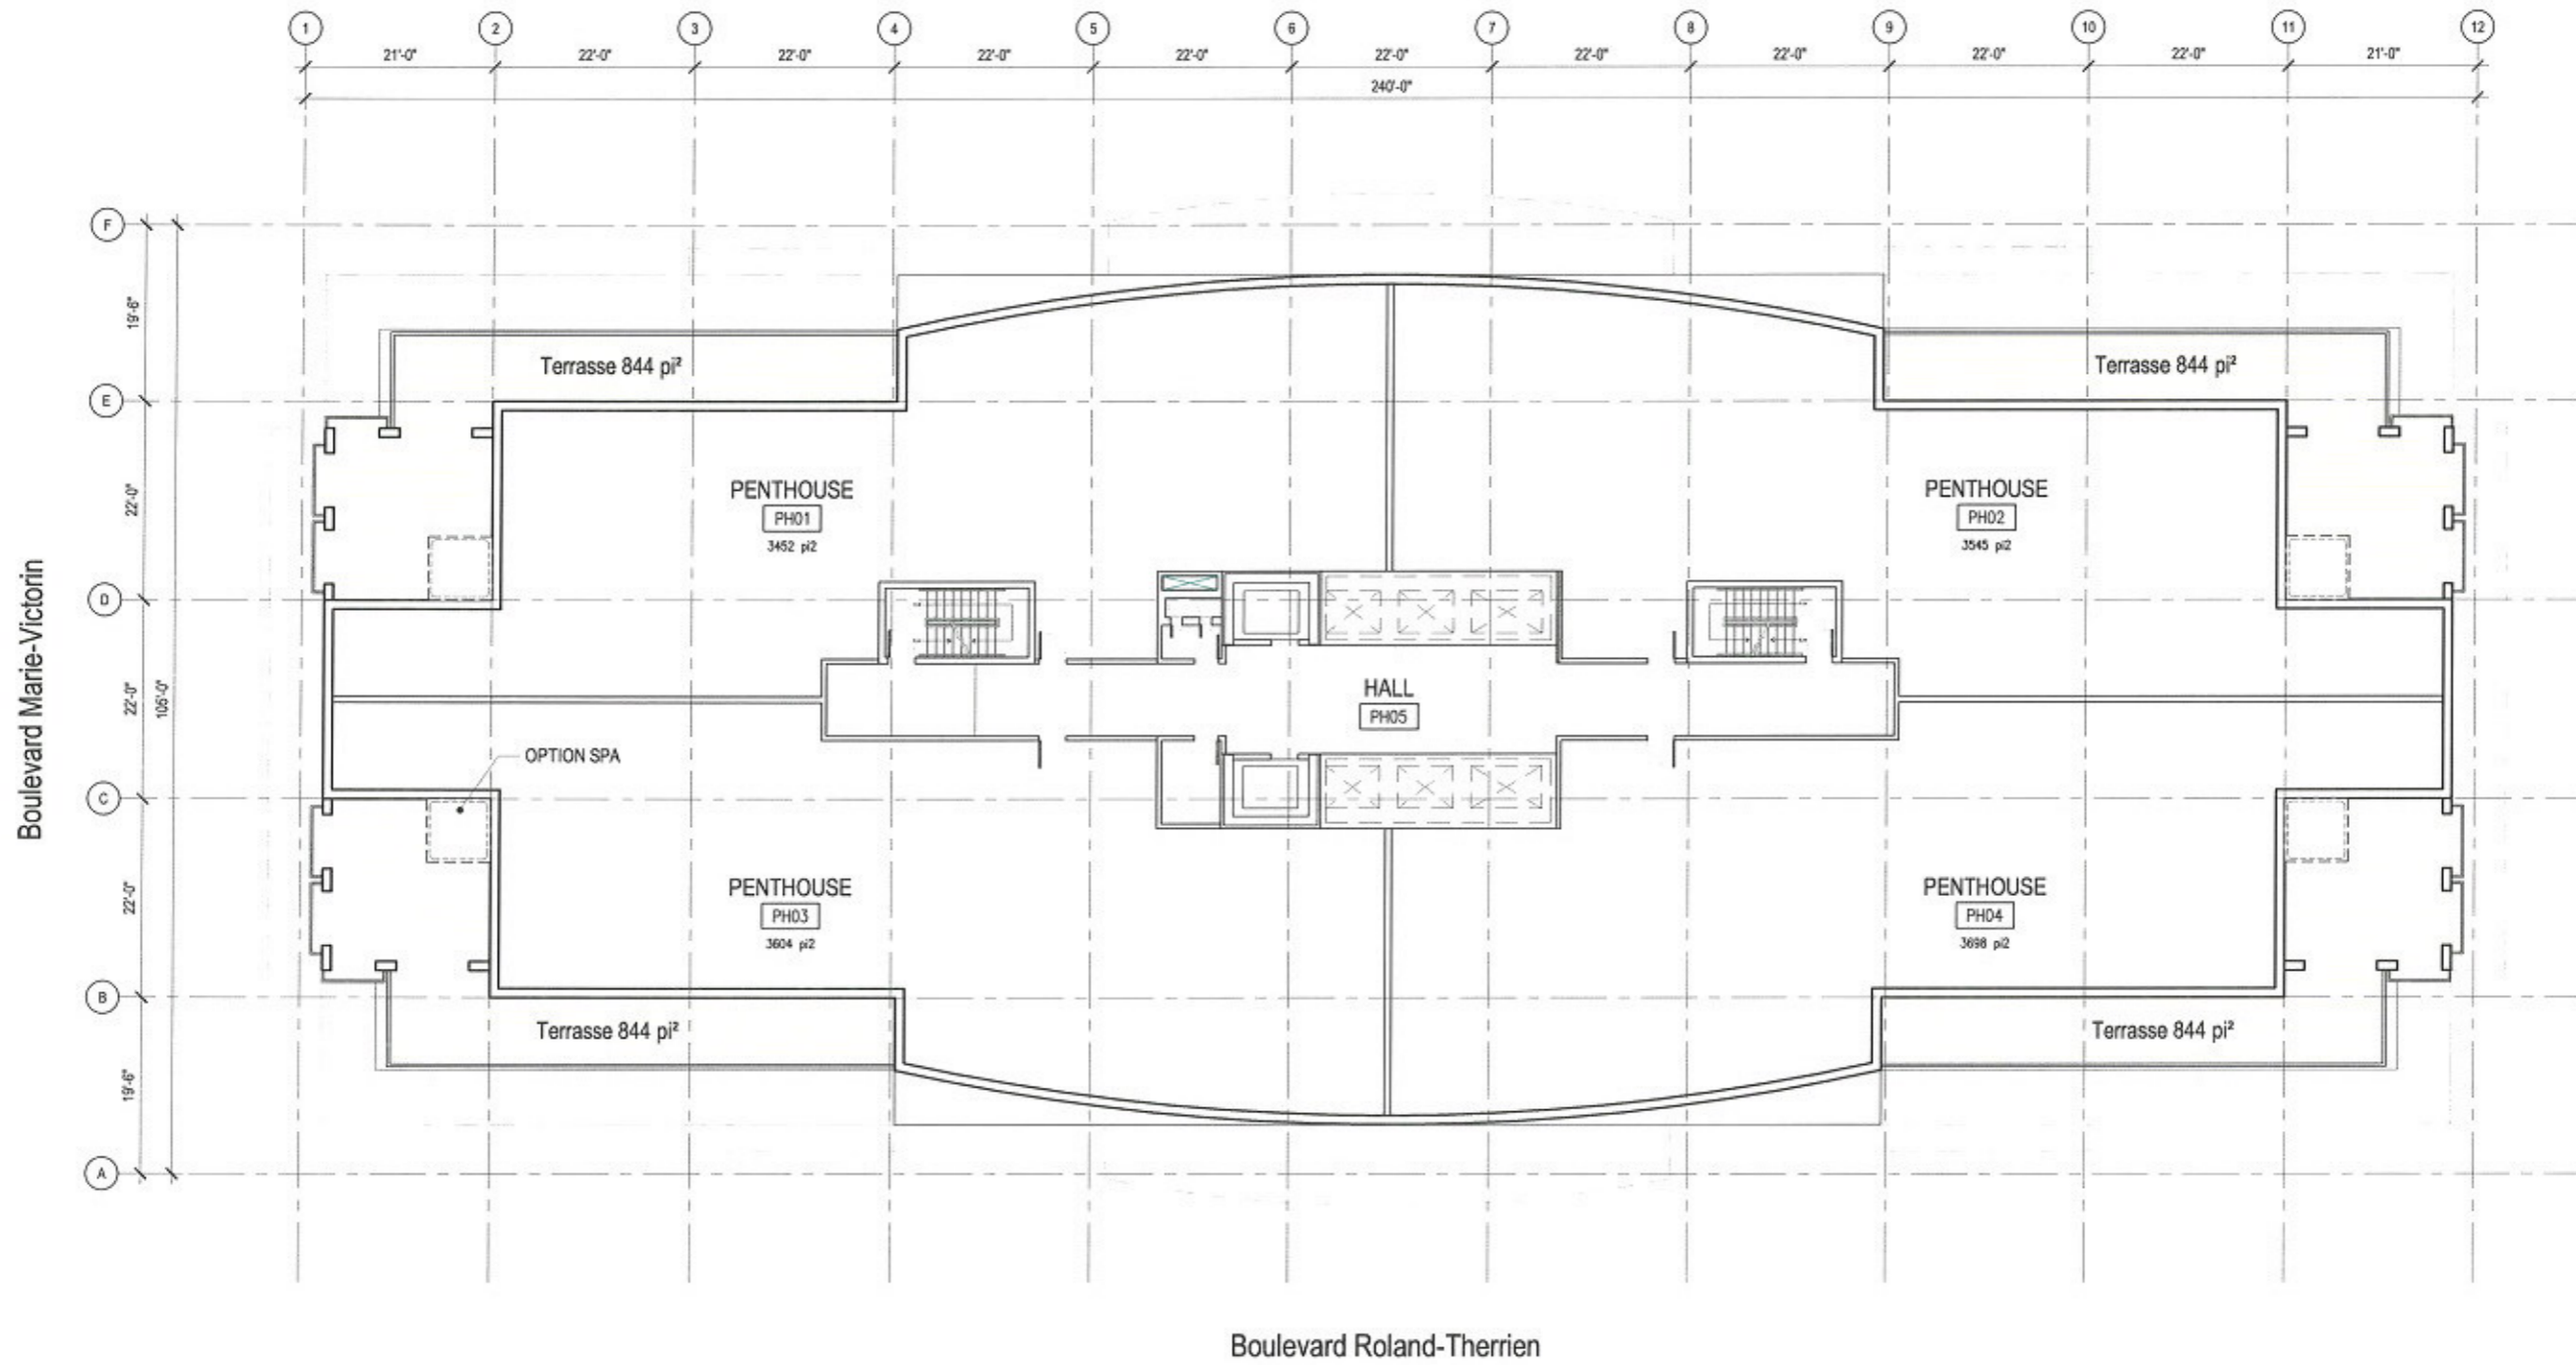 1 2 3 4 5 6 7 8 9 10 11 12
21'-0" 22'-0" 22'-0" 22'-0" 22'-0" 22'-0" 22'-0" 22'-0" 22'-0" 22'-0" 21'-0"
240'-0"
F
19'-6"
Terrasse 844 pi²
Terrasse 844 pi²
E
22'-0"
PENTHOUSE
PH01
3452 pi2
PENTHOUSE
PH02
3545 pi2
D
22'-0"
105'-0"
HALL
PH05
OPTION SPA
C
22'-0"
PENTHOUSE
PH03
3604 pi2
PENTHOUSE
PH04
3698 pi2
B
Terrasse 844 pi²
Terrasse 844 pi²
19'-6"
A
Boulevard Marie-Victorin
Boulevard Roland-Therrien